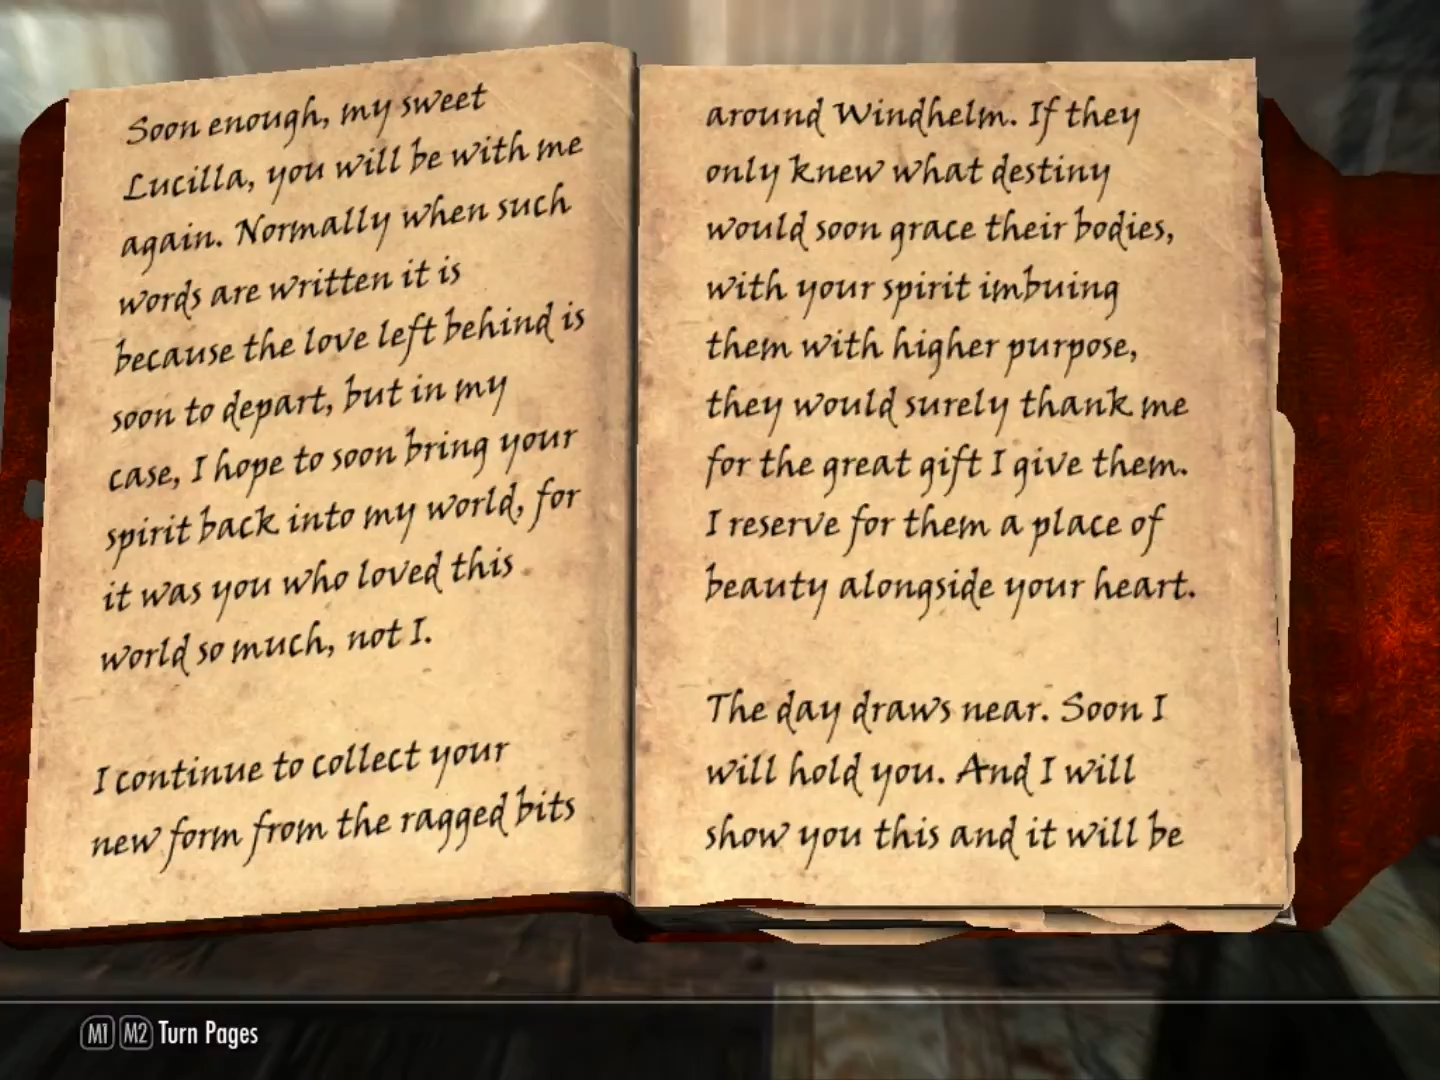 Soon enough, my sweet
Lucilla, you will be with me
again. Normally when such
words are written it is
because the love left behind is
soon to depart, but in my
case, I hope to soon bring your
spirit back into my world, for
it was you who loved this
world so much, not I.
I continue to collect your
new form from the ragged bits
around Windhelm. If they
only knew what destiny
would soon grace their bodies,
with your spirit imbuing
them with higher purpose,
they would surely thank me
for the great gift I give them.
I reserve for them a place of
beauty alongside your heart.
The day draws near. Soon I
will hold you. And I will
show you this and it will be
M1 M2 Turn Pages